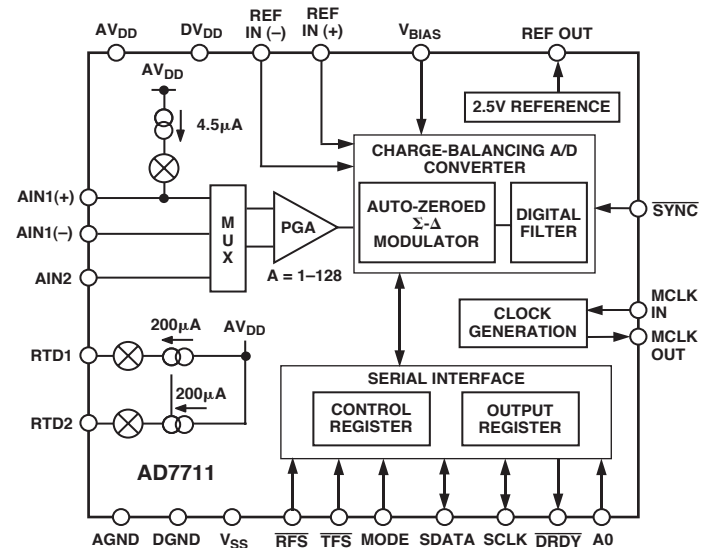 AVDD
DVDD
REF
IN (–)
REF
IN (+)
VBIAS
REF OUT
AVDD
4.5µA
2.5V REFERENCE
CHARGE-BALANCING A/D
CONVERTER
AUTO-ZEROED
Σ-Δ
MODULATOR
DIGITAL
FILTER
AIN1(+)
AIN1(–)
AIN2
MUX
PGA
A = 1–128
SYNC
MCLK
IN
MCLK
OUT
CLOCK
GENERATION
200µA
AVDD
RTD1
200µA
RTD2
SERIAL INTERFACE
CONTROL
REGISTER
OUTPUT
REGISTER
AD7711
AGND
DGND
VSS
RFS
TFS
MODE
SDATA
SCLK
DRDY
A0